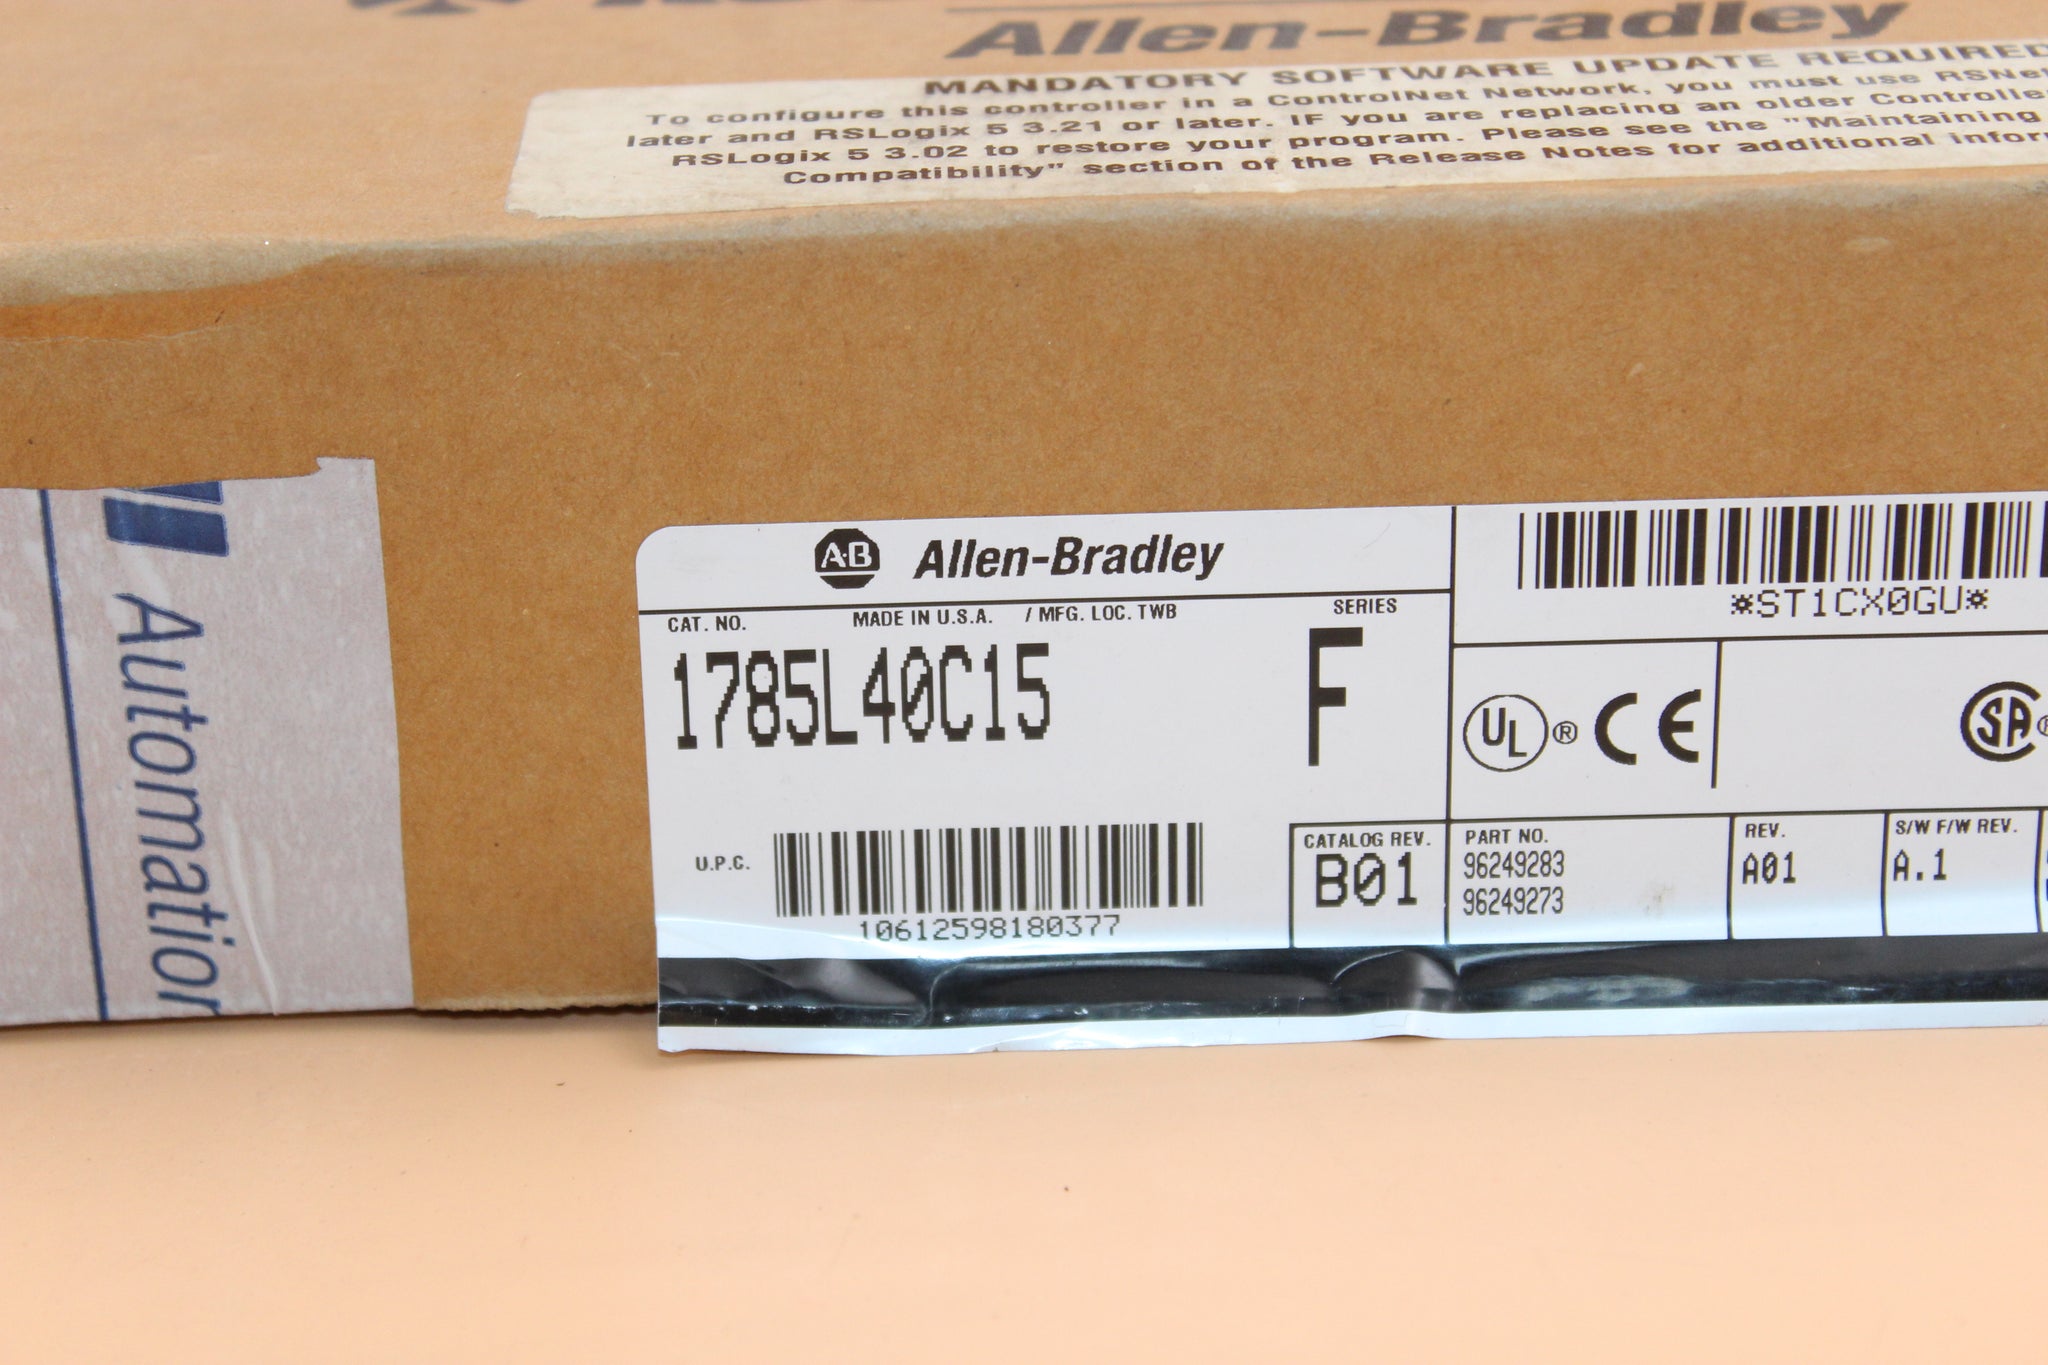 Allen-Bradley
MANDATORY SOFTWARE UPDATE REQUIRED
To configure this controller in a ControlNet Network, you must use RSNet
later and RSLogix 5 3.21 or later. IF you are replacing an older Controlle
RSLogix 5 3.02 to restore your program. Please see the "Maintaining
Compatibility" section of the Release Notes for additional infor
Automation
A·B Allen-Bradley
CAT. NO. MADE IN U.S.A. / MFG. LOC. TWB SERIES
1785L40C15 F
U.P.C.
10612598180377
CATALOG REV.
B01
*ST1CX0GU*
UL® CE SA®
PART NO.
96249283
96249273
REV.
A01
S/W F/W REV.
A.1